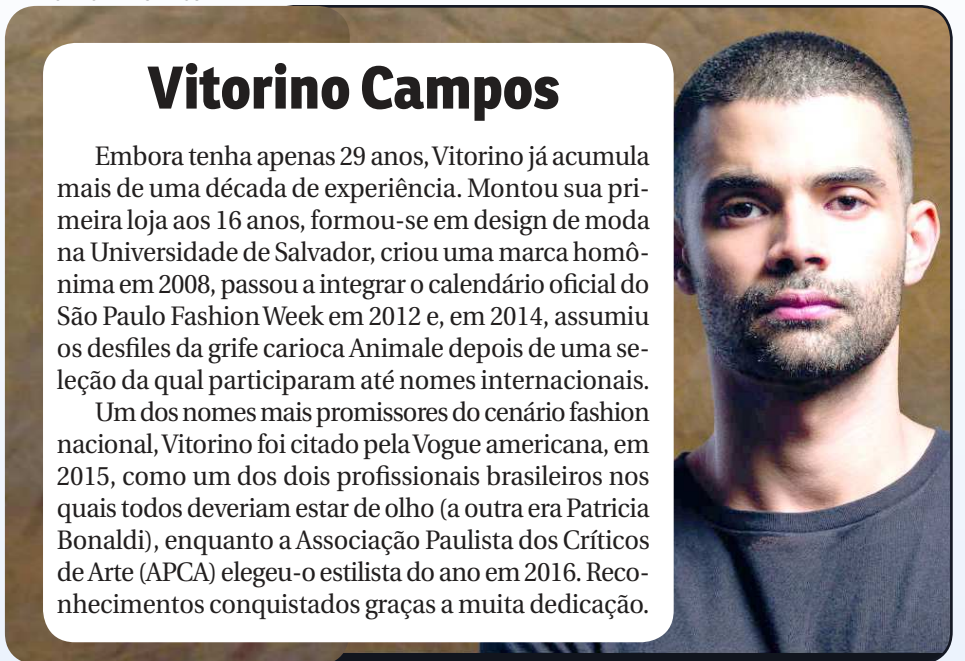 Vitorino Campos
Embora tenha apenas 29 anos, Vitorino já acumula
mais de uma década de experiência. Montou sua pri-
meira loja aos 16 anos, formou-se em design de moda
na Universidade de Salvador, criou uma marca homô-
nima em 2008, passou a integrar o calendário oficial do
São Paulo Fashion Week em 2012 e, em 2014, assumiu
os desfiles da grife carioca Animale depois de uma se-
leção da qual participaram até nomes internacionais.
Um dos nomes mais promissores do cenário fashion
nacional, Vitorino foi citado pela Vogue americana, em
2015, como um dos dois profissionais brasileiros nos
quais todos deveriam estar de olho (a outra era Patricia
Bonaldi), enquanto a Associação Paulista dos Críticos
de Arte (APCA) elegeu-o estilista do ano em 2016. Reco-
nhecimentos conquistados graças a muita dedicação.